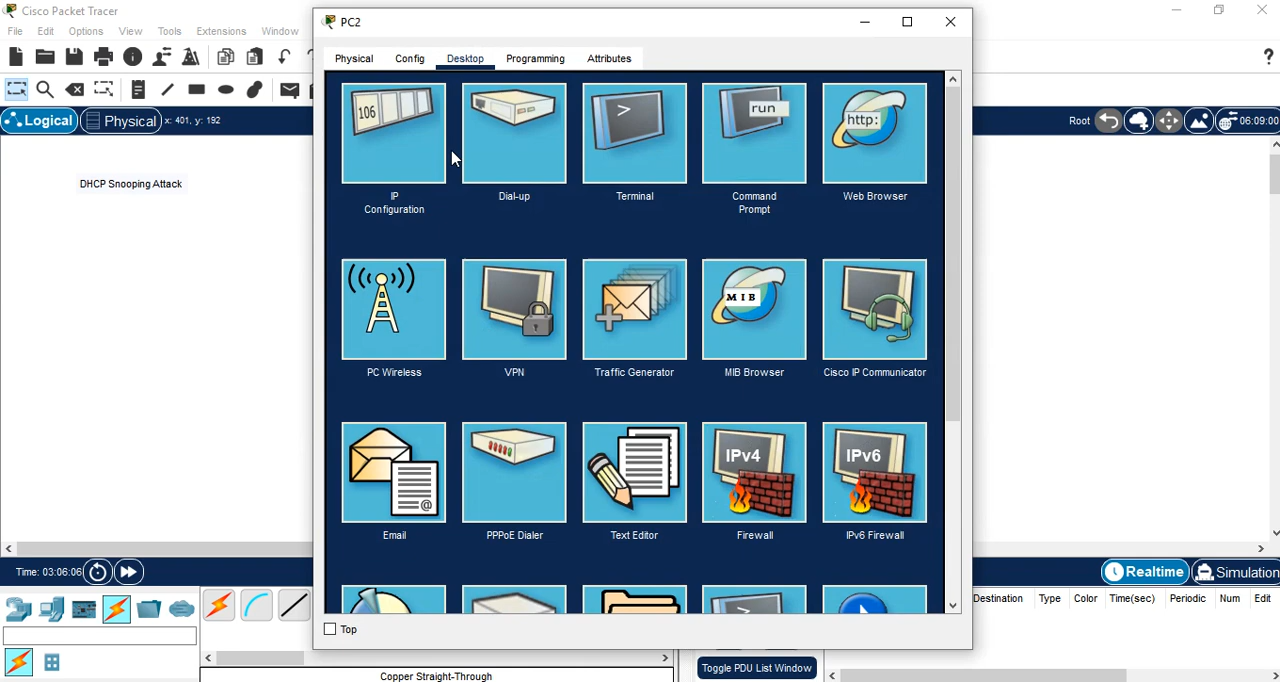 Cisco Packet Tracer
File Edit Options View Tools Extensions Window
PC2
Physical Config Desktop Programming Attributes
?
Logical Physical x: 401, y: 192
Root 06:09:00
DHCP Snooping Attack
106
>
run
http:
IP
Configuration
Dial-up
Terminal
Command
Prompt
Web Browser
MIB
PC Wireless
VPN
Traffic Generator
MIB Browser
Cisco IP Communicator
@
IPv4
IPv6
Email
PPPoE Dialer
Text Editor
Firewall
IPv6 Firewall
>
Time: 03:06:06
Realtime Simulation
Destination Type Color Time(sec) Periodic Num Edit
Top
Toggle PDU List Window
Copper Straight-Through